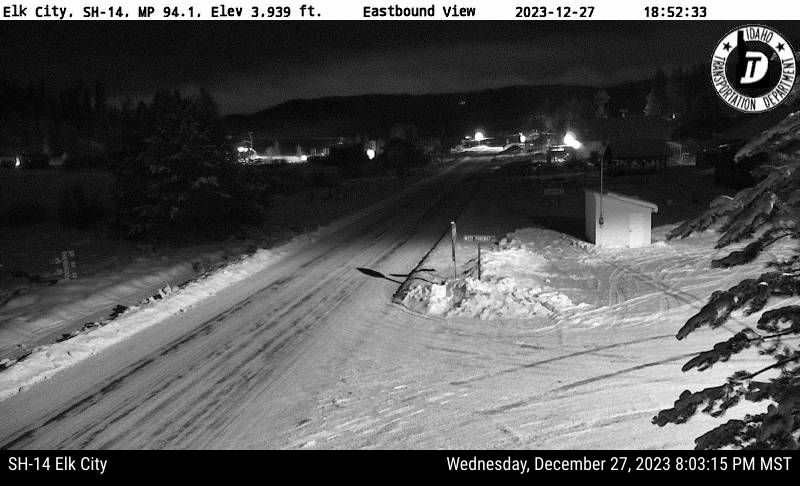 Elk City, SH-14, MP 94.1, Elev 3,939 ft. Eastbound View 2023-12-27 18:52:33
IDAHO
TRANSPORTATION DEPARTMENT
SH-14 Elk City Wednesday, December 27, 2023 8:03:15 PM MST